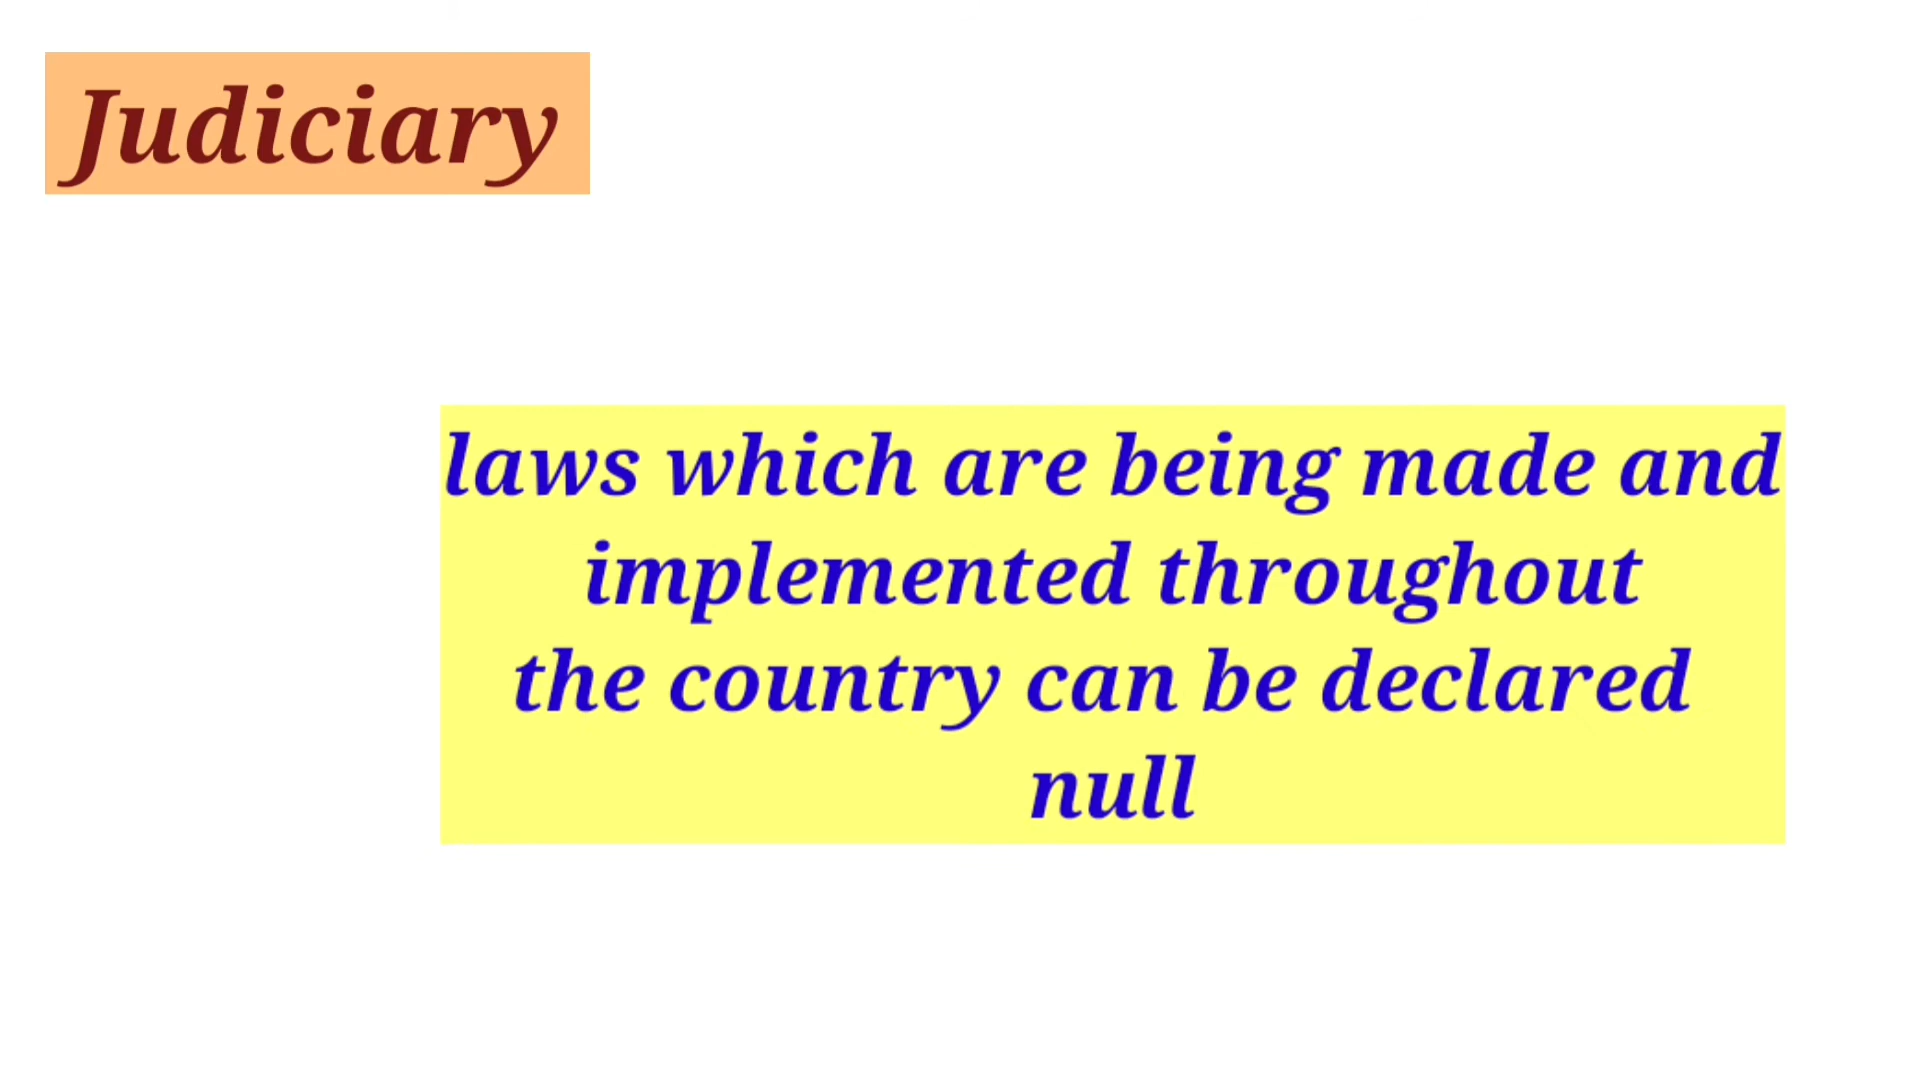 Judiciary
laws which are being made and
implemented throughout
the country can be declared
null